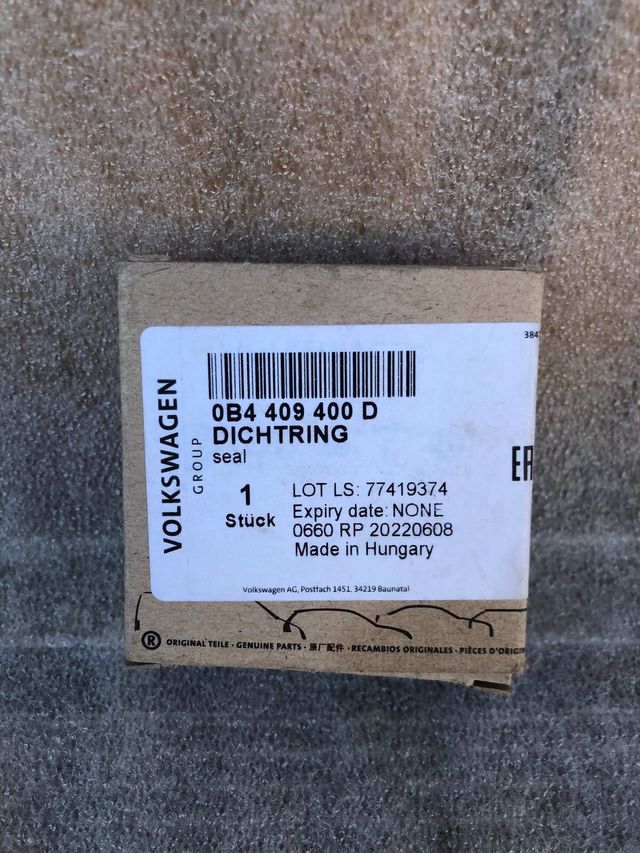 384
VOLKSWAGEN
GROUP
0B4 409 400 D
DICHTRING
seal
1
Stück
LOT LS: 77419374
Expiry date: NONE
0660 RP 20220608
Made in Hungary
Volkswagen AG, Postfach 1451, 34219 Baunatal
® ORIGINAL TEILE · GENUINE PARTS · 原厂配件 · RECAMBIOS ORIGINALES · PIÈCES D'ORIGI